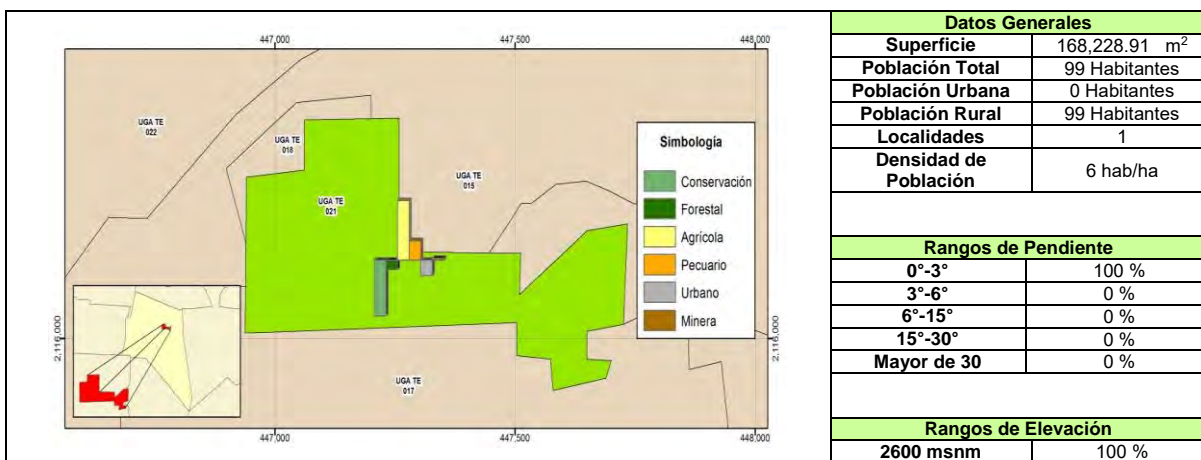 447,000 447,500 448,000
UGA TE
022
UGA TE
018
UGA TE
015
UGA TE
021
UGA TE
017
2,116,000 2,116,000
447,000 447,500 448,000
Simbología
Conservación
Forestal
Agrícola
Pecuario
Urbano
Minera
Datos Generales
Superficie 168,228.91 m²
Población Total 99 Habitantes
Población Urbana 0 Habitantes
Población Rural 99 Habitantes
Localidades 1
Densidad de
Población 6 hab/ha
Rangos de Pendiente
0°-3° 100 %
3°-6° 0 %
6°-15° 0 %
15°-30° 0 %
Mayor de 30 0 %
Rangos de Elevación
2600 msnm 100 %